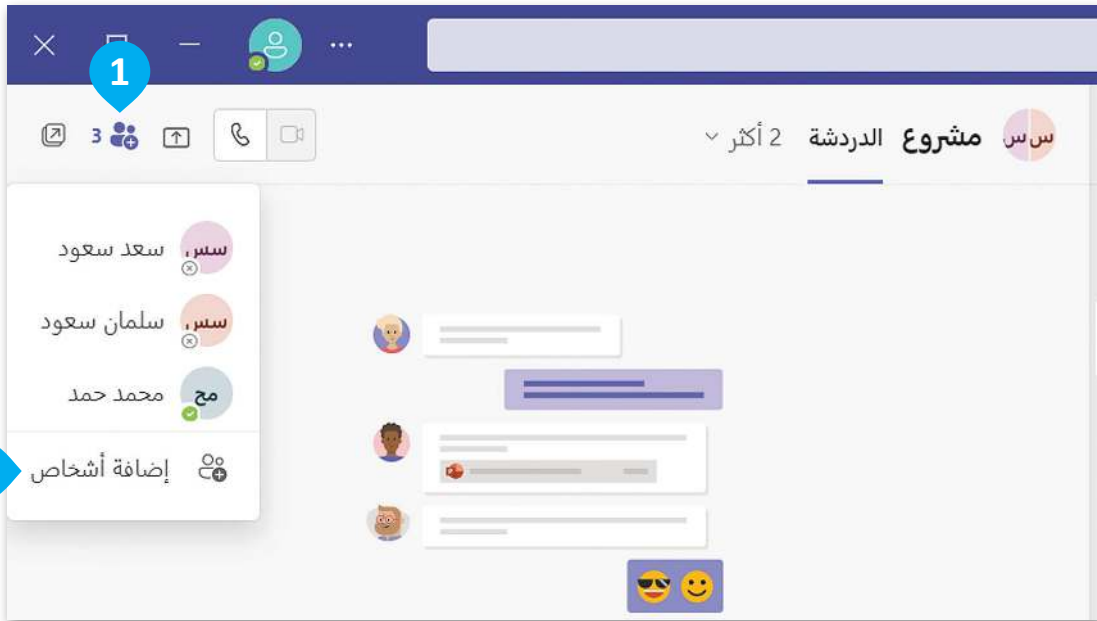 1
س س مشروع الدردشة 2 أكثر
3
سس سعد سعود
سس سلمان سعود
مح محمد حمد
إضافة أشخاص